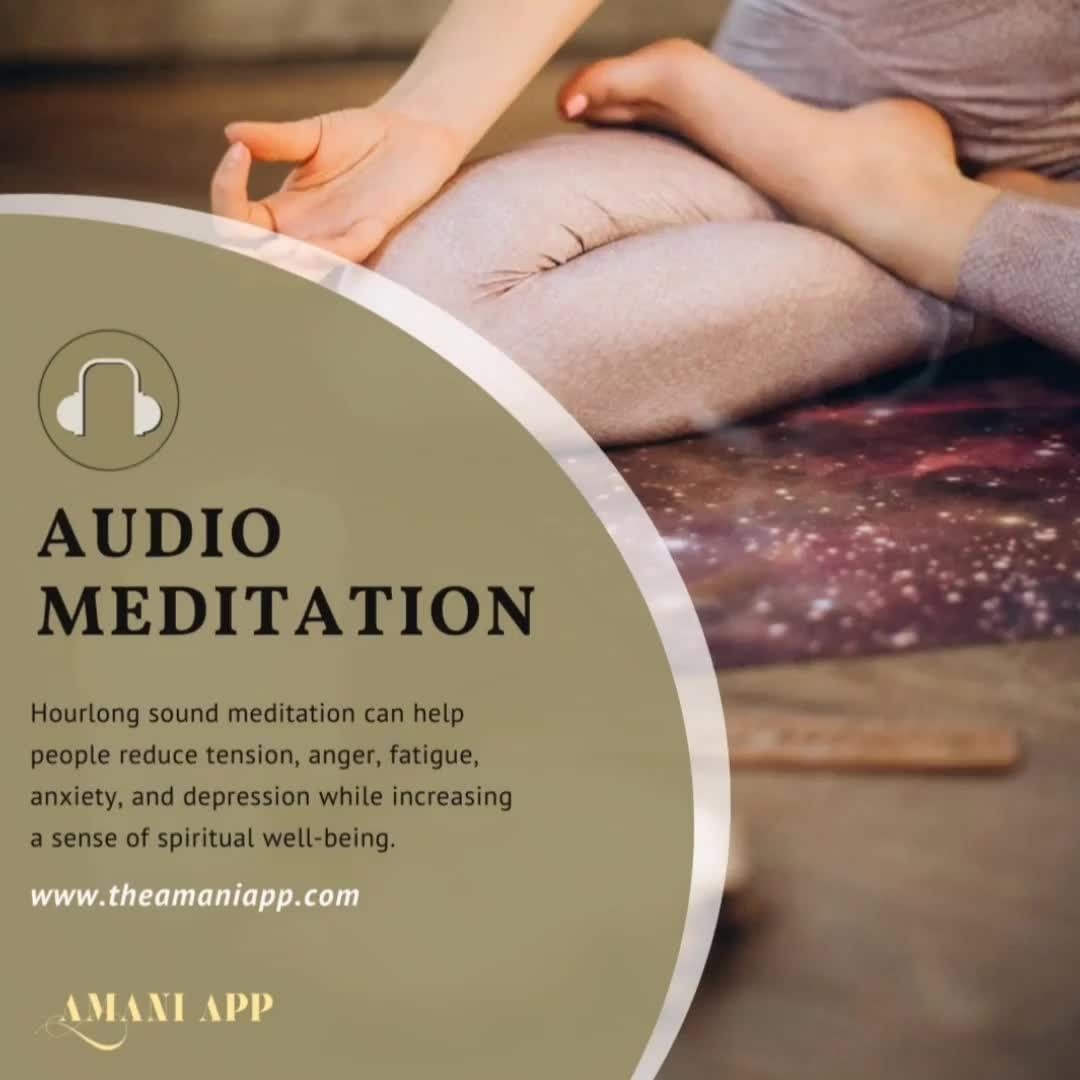 AUDIO
MEDITATION
Hourlong sound meditation can help
people reduce tension, anger, fatigue,
anxiety, and depression while increasing
a sense of spiritual well-being.
www.theamaniapp.com
AMANI APP